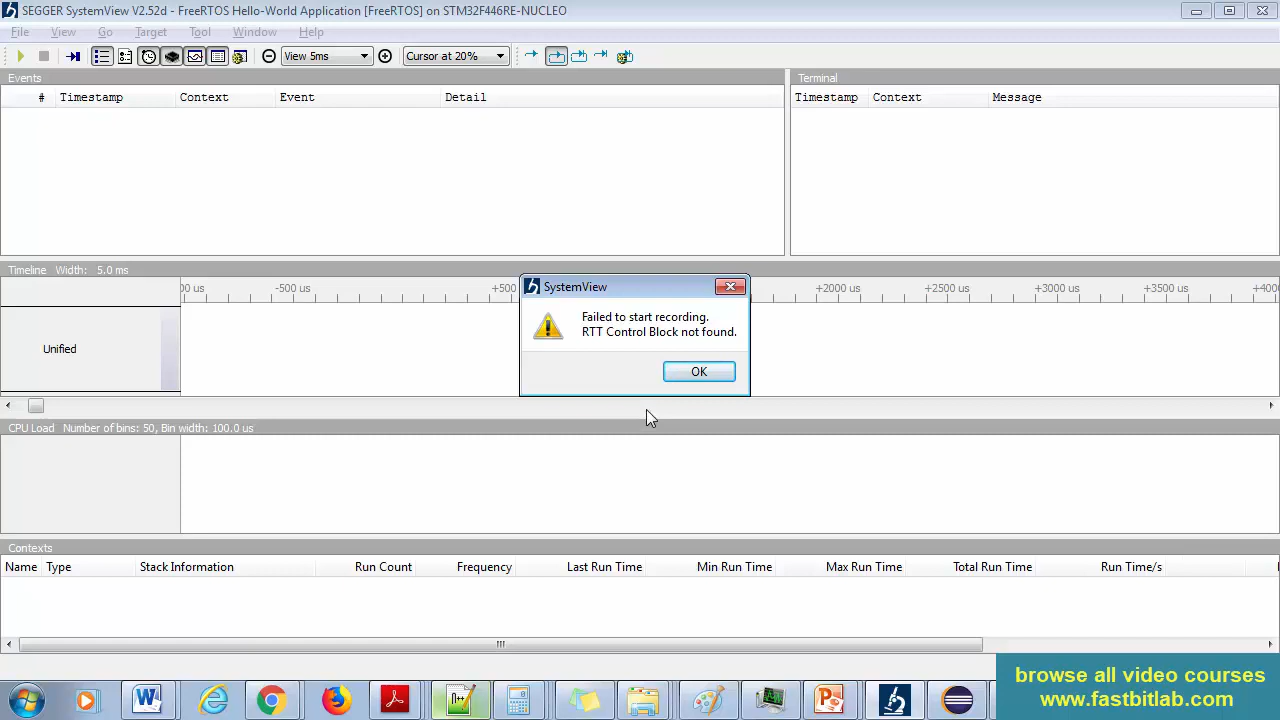 SEGGER SystemView V2.52d - FreeRTOS Hello-World Application [FreeRTOS] on STM32F446RE-NUCLEO
File View Go Target Tool Window Help
View 5ms Cursor at 20%
Events Terminal
# Timestamp Context Event Detail Timestamp Context Message
Timeline Width: 5.0 ms
00 us -500 us +500 +2000 us +2500 us +3000 us +3500 us +4000
SystemView
Failed to start recording.
RTT Control Block not found.
Unified
OK
CPU Load Number of bins: 50, Bin width: 100.0 us
Contexts
Name Type Stack Information Run Count Frequency Last Run Time Min Run Time Max Run Time Total Run Time Run Time/s
browse all video courses
www.fastbitlab.com